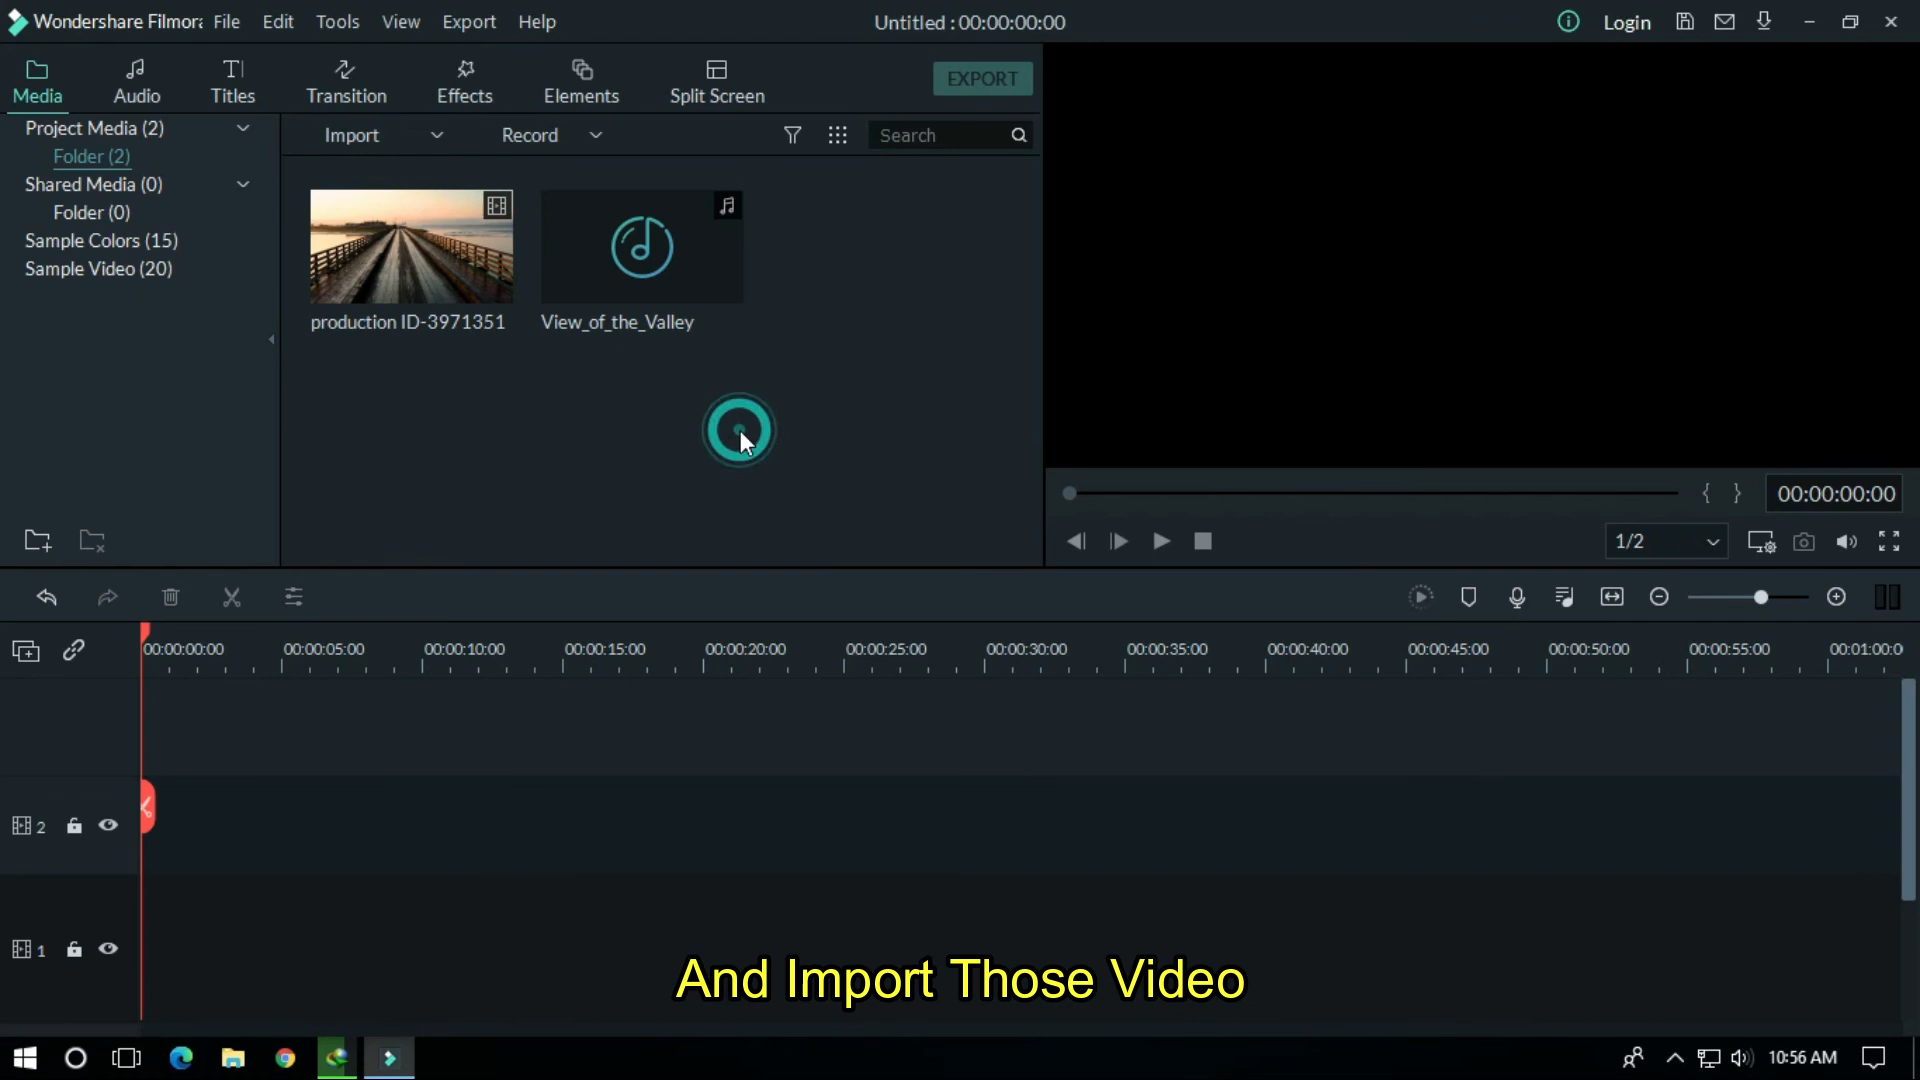 Wondershare Filmora File Edit Tools View Export Help
Untitled : 00:00:00:00
Login
Media Audio Titles Transition Effects Elements Split Screen
EXPORT
Project Media (2)
Folder (2)
Shared Media (0)
Folder (0)
Sample Colors (15)
Sample Video (20)
Import Record Search
production ID-3971351 View_of_the_Valley
00:00:00:00
1/2
00:00:00:00 00:00:05:00 00:00:10:00 00:00:15:00 00:00:20:00 00:00:25:00 00:00:30:00 00:00:35:00 00:00:40:00 00:00:45:00 00:00:50:00 00:00:55:00 00:01:00:0
2
1
And Import Those Video
10:56 AM